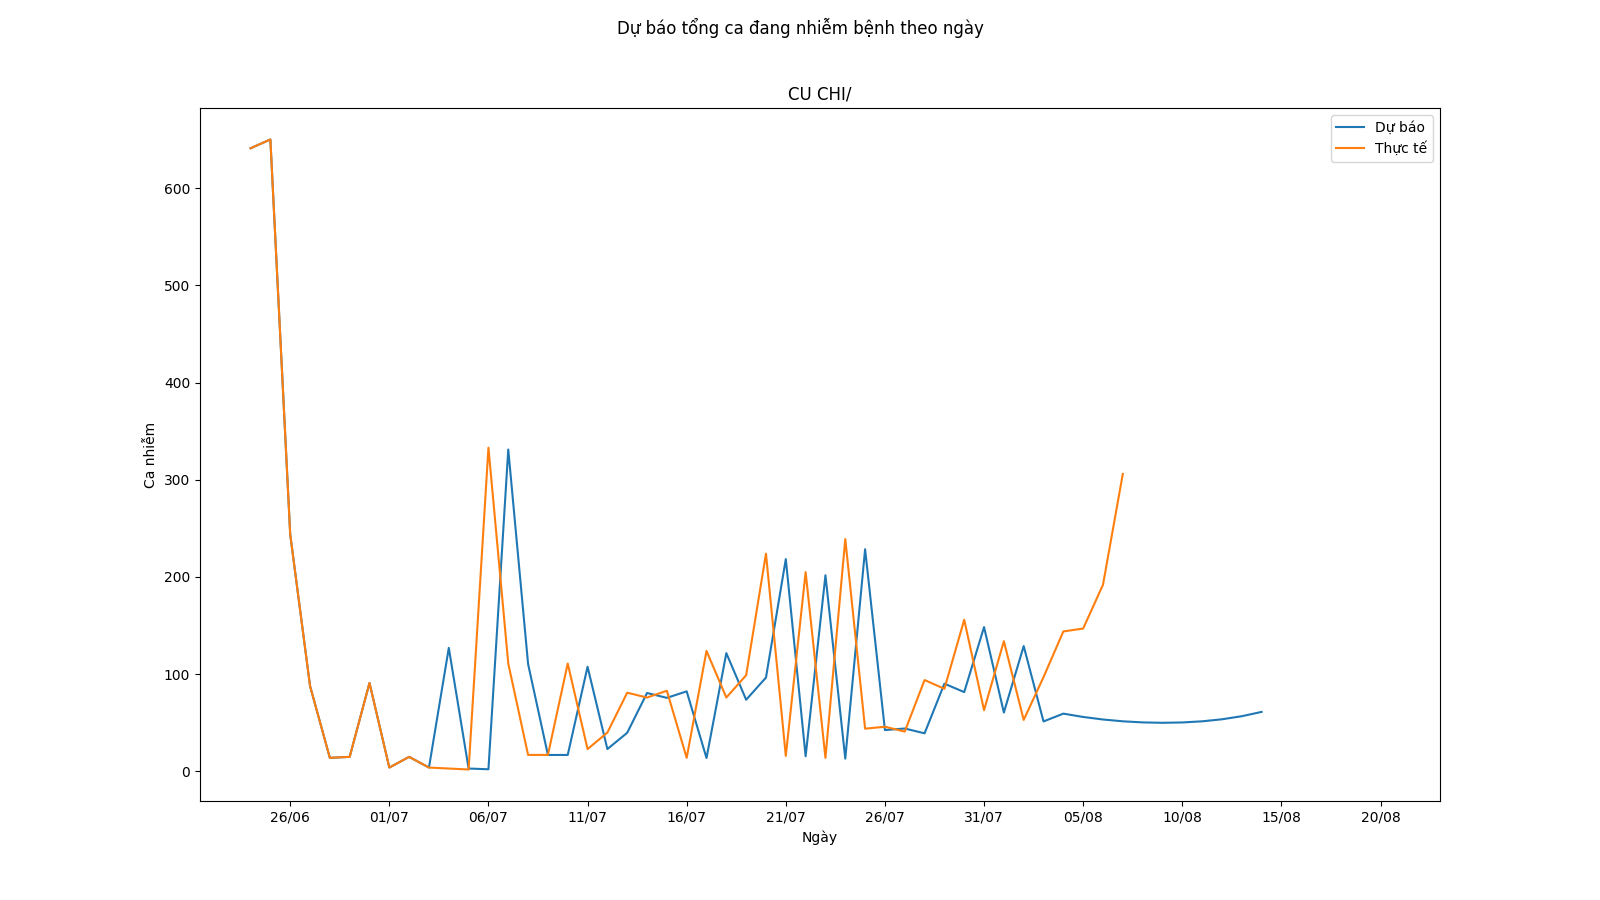 Dự báo tổng ca đang nhiễm bệnh theo ngày
CU CHI/
Dự báo
Thực tế
600
500
400
300
200
100
0
Ca nhiễm
26/06 01/07 06/07 11/07 16/07 21/07 26/07 31/07 05/08 10/08 15/08 20/08
Ngày